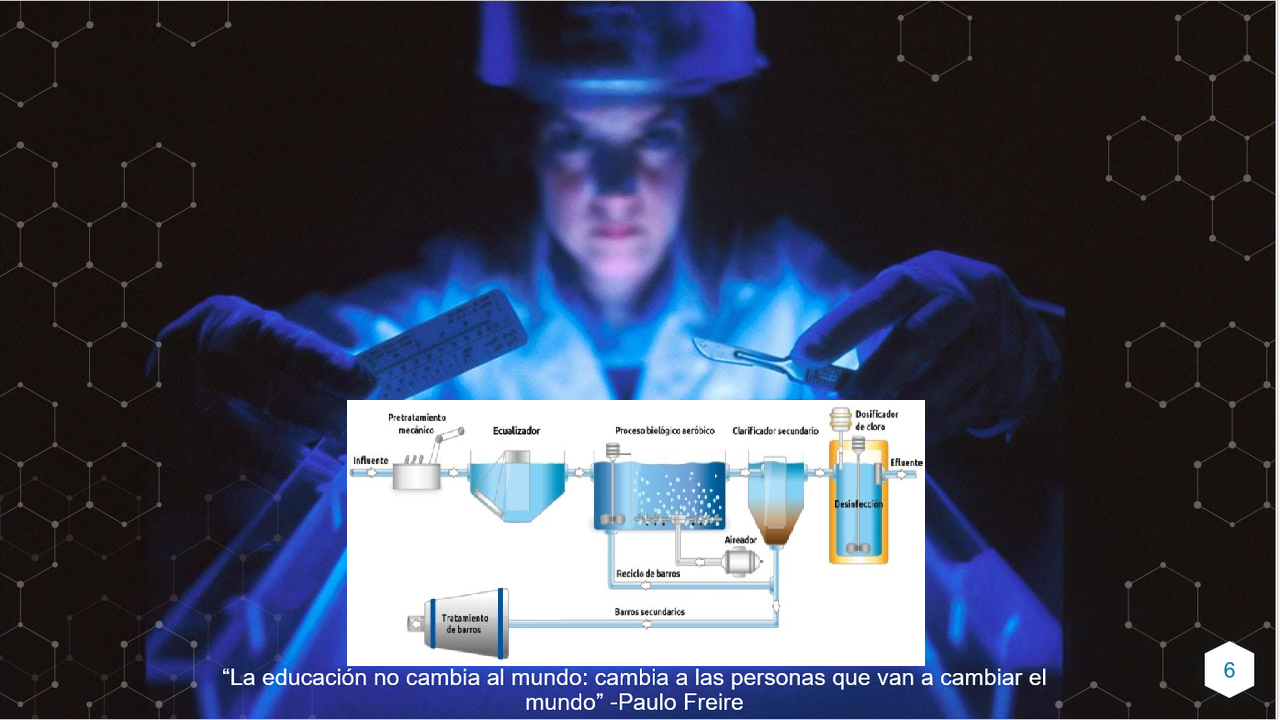 Pretratamiento
mecánico
Influente
Ecualizador
Proceso biológico aeróbico
Clarificador secundario
Dosificador
de cloro
Efluente
Desinfección
Aireador
Reciclo de barros
Barros secundarios
Tratamiento
de barros
“La educación no cambia al mundo: cambia a las personas que van a cambiar el
mundo” -Paulo Freire
6